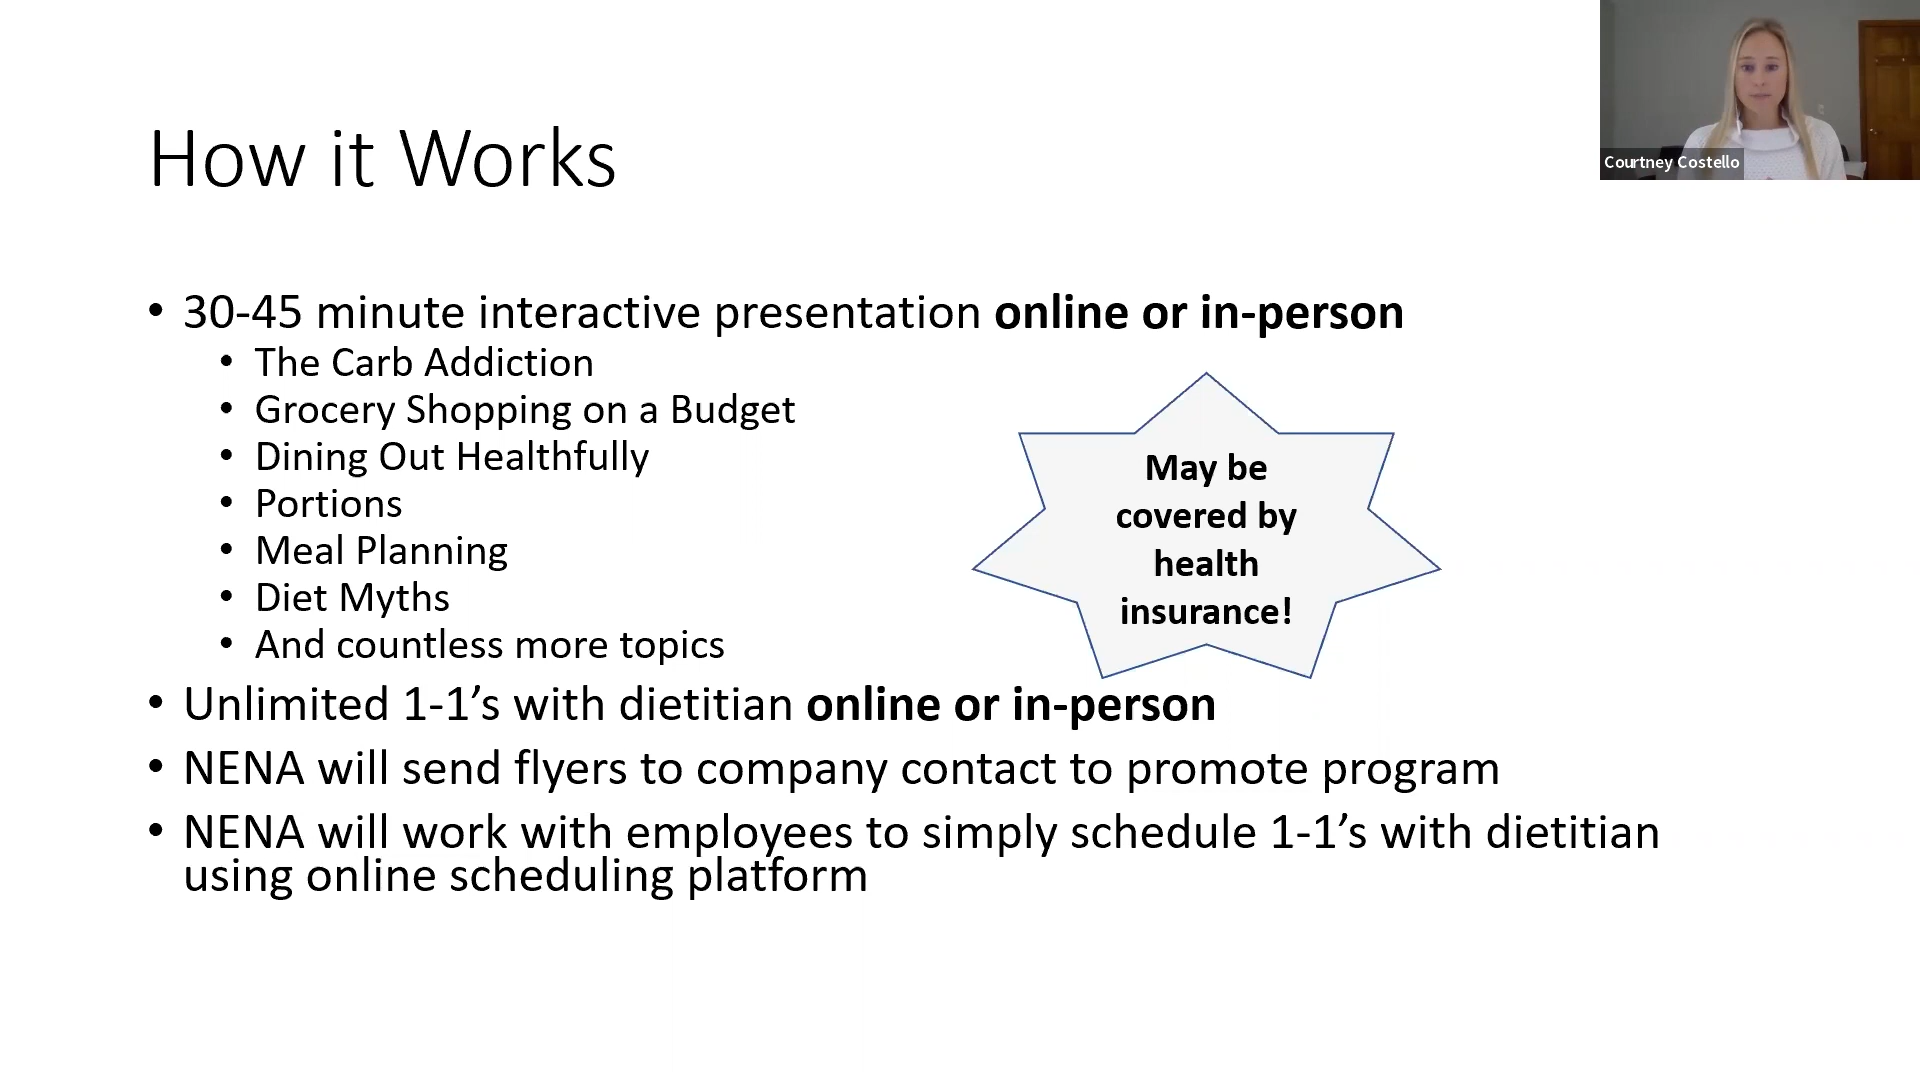 Courtney Costello
How it Works
• 30-45 minute interactive presentation online or in-person
• The Carb Addiction
• Grocery Shopping on a Budget
• Dining Out Healthfully
• Portions
• Meal Planning
• Diet Myths
• And countless more topics
May be
covered by
health
insurance!
• Unlimited 1-1’s with dietitian online or in-person
• NENA will send flyers to company contact to promote program
• NENA will work with employees to simply schedule 1-1’s with dietitian
using online scheduling platform